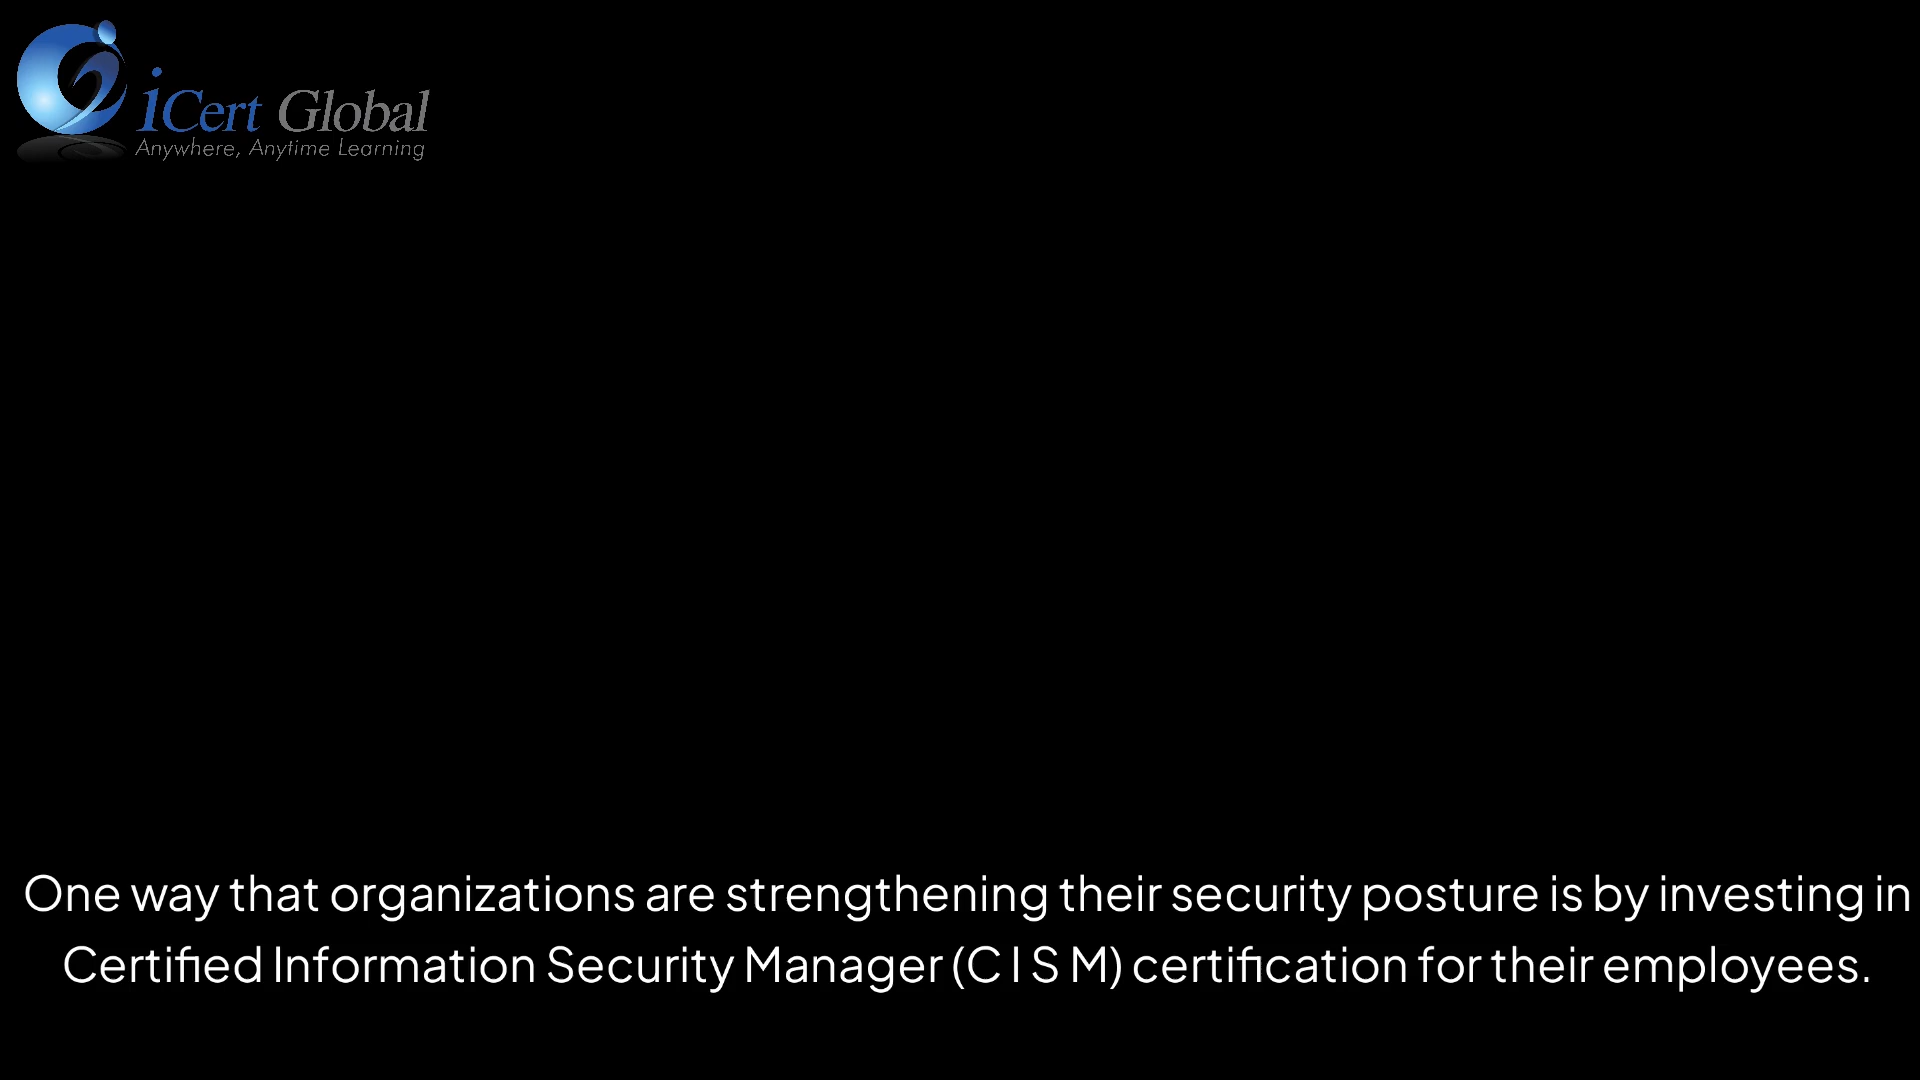 iCert Global
Anywhere, Anytime Learning
One way that organizations are strengthening their security posture is by investing in
Certified Information Security Manager (C I S M) certification for their employees.